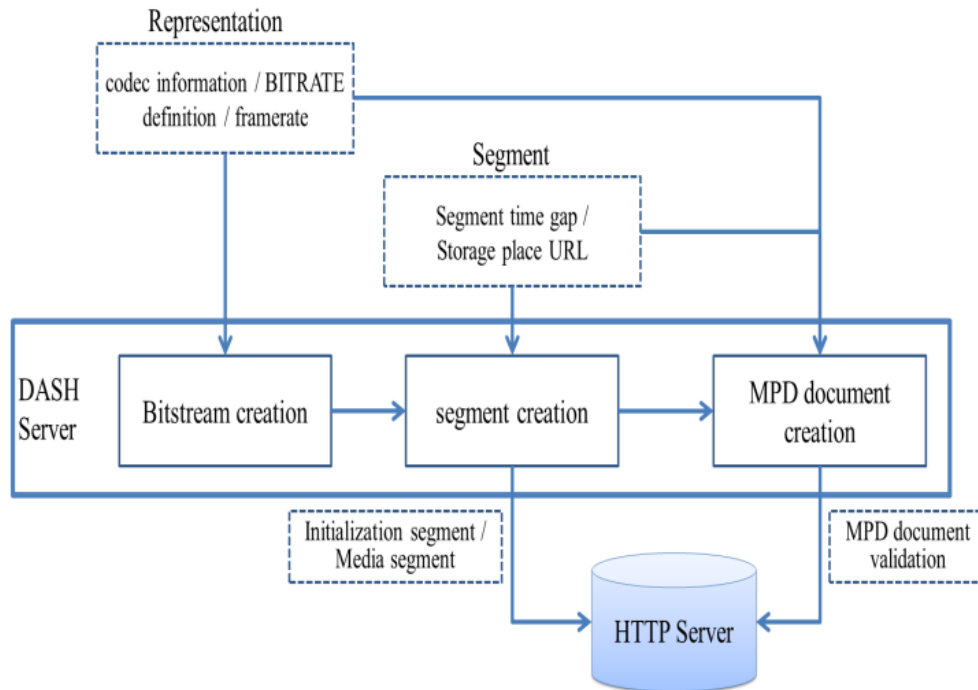 Representation
codec information / BITRATE
definition / framerate
Segment
Segment time gap /
Storage place URL
DASH
Server
Bitstream creation
segment creation
MPD document
creation
Initialization segment /
Media segment
MPD document
validation
HTTP Server